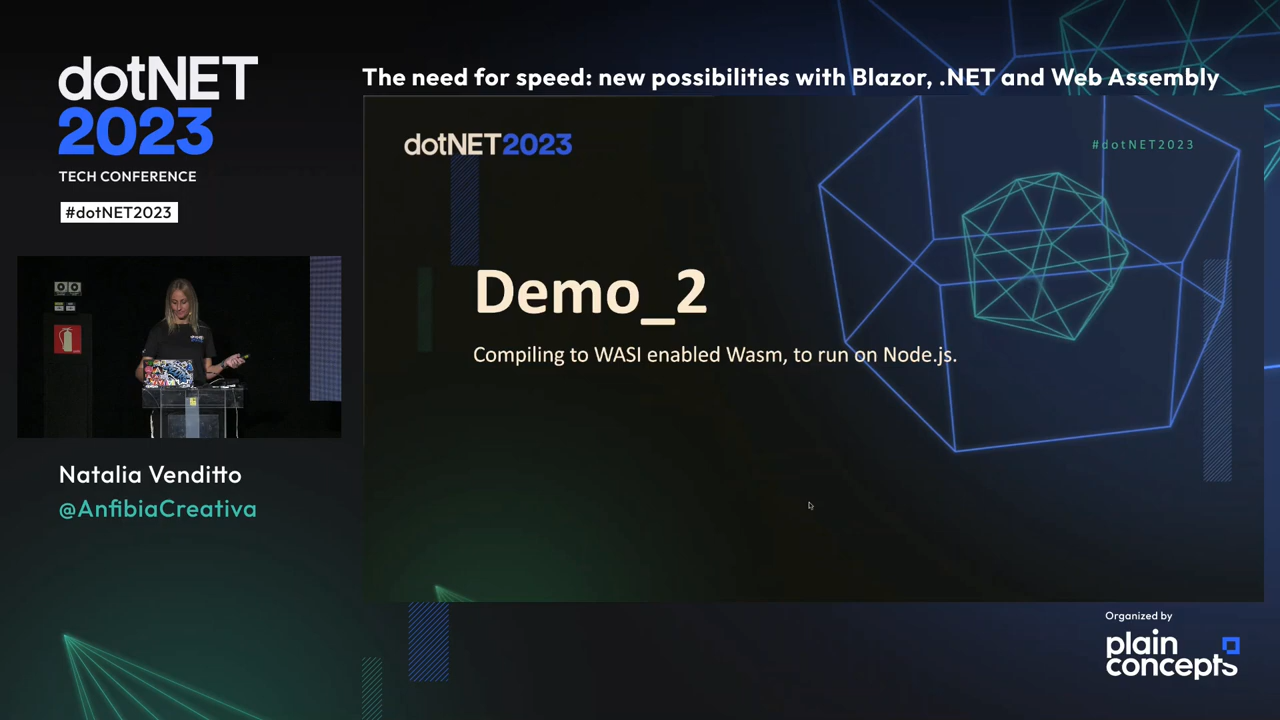 dotNET
2023
TECH CONFERENCE
#dotNET2023
The need for speed: new possibilities with Blazor, .NET and Web Assembly
dotNET2023
#dotNET2023
Demo_2
Compiling to WASI enabled Wasm, to run on Node.js.
Natalia Venditto
@AnfibiaCreativa
Organized by
plain
concepts